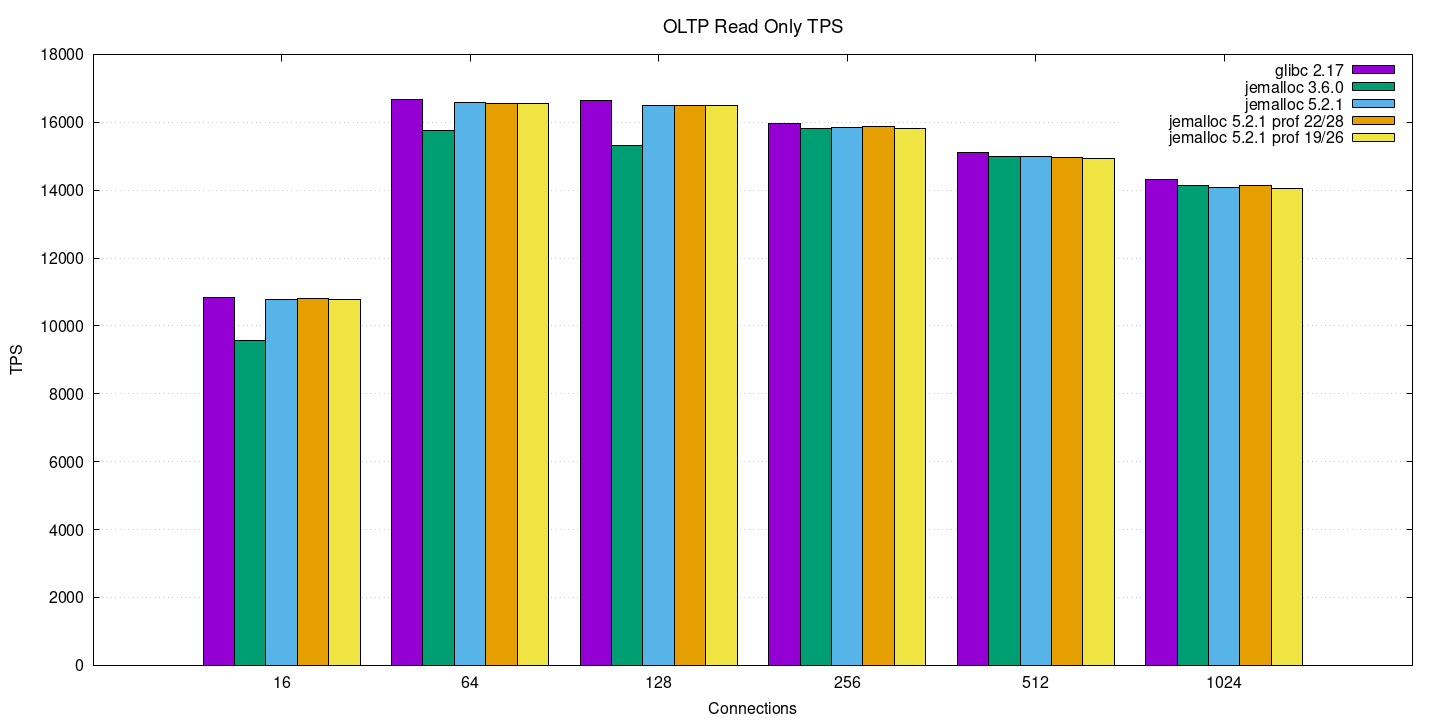 OLTP Read Only TPS
18000
16000
14000
12000
10000
8000
6000
4000
2000
0
TPS
glibc 2.17
jemalloc 3.6.0
jemalloc 5.2.1
jemalloc 5.2.1 prof 22/28
jemalloc 5.2.1 prof 19/26
16 64 128 256 512 1024
Connections